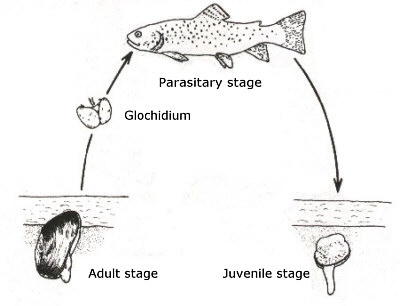 Parasitary stage
Glochidium
Adult stage
Juvenile stage